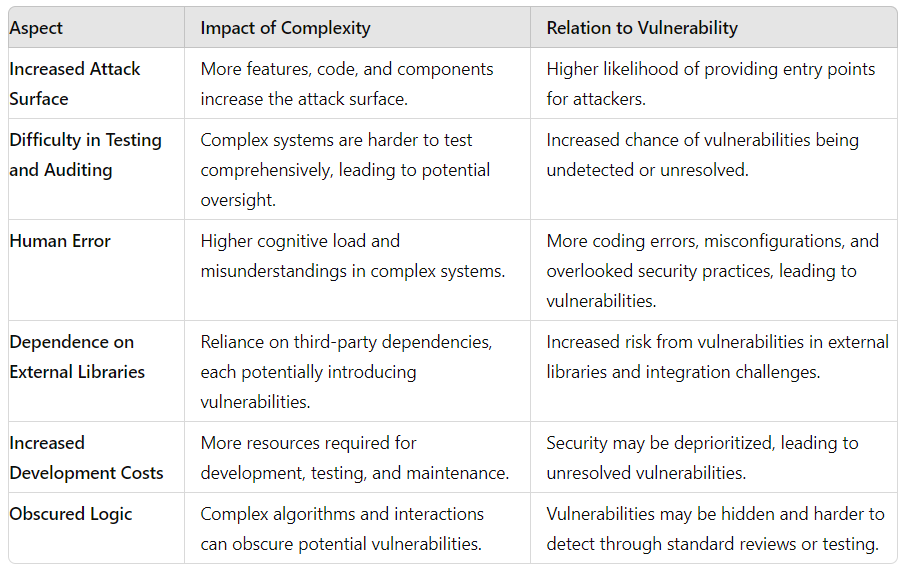 Aspect
Impact of Complexity
Relation to Vulnerability
Increased Attack
Surface
More features, code, and components
increase the attack surface.
Higher likelihood of providing entry points
for attackers.
Difficulty in Testing
and Auditing
Complex systems are harder to test
comprehensively, leading to potential
oversight.
Increased chance of vulnerabilities being
undetected or unresolved.
Human Error
Higher cognitive load and
misunderstandings in complex systems.
More coding errors, misconfigurations, and
overlooked security practices, leading to
vulnerabilities.
Dependence on
External Libraries
Reliance on third-party dependencies,
each potentially introducing
vulnerabilities.
Increased risk from vulnerabilities in external
libraries and integration challenges.
Increased
Development Costs
More resources required for
development, testing, and maintenance.
Security may be deprioritized, leading to
unresolved vulnerabilities.
Obscured Logic
Complex algorithms and interactions
can obscure potential vulnerabilities.
Vulnerabilities may be hidden and harder to
detect through standard reviews or testing.